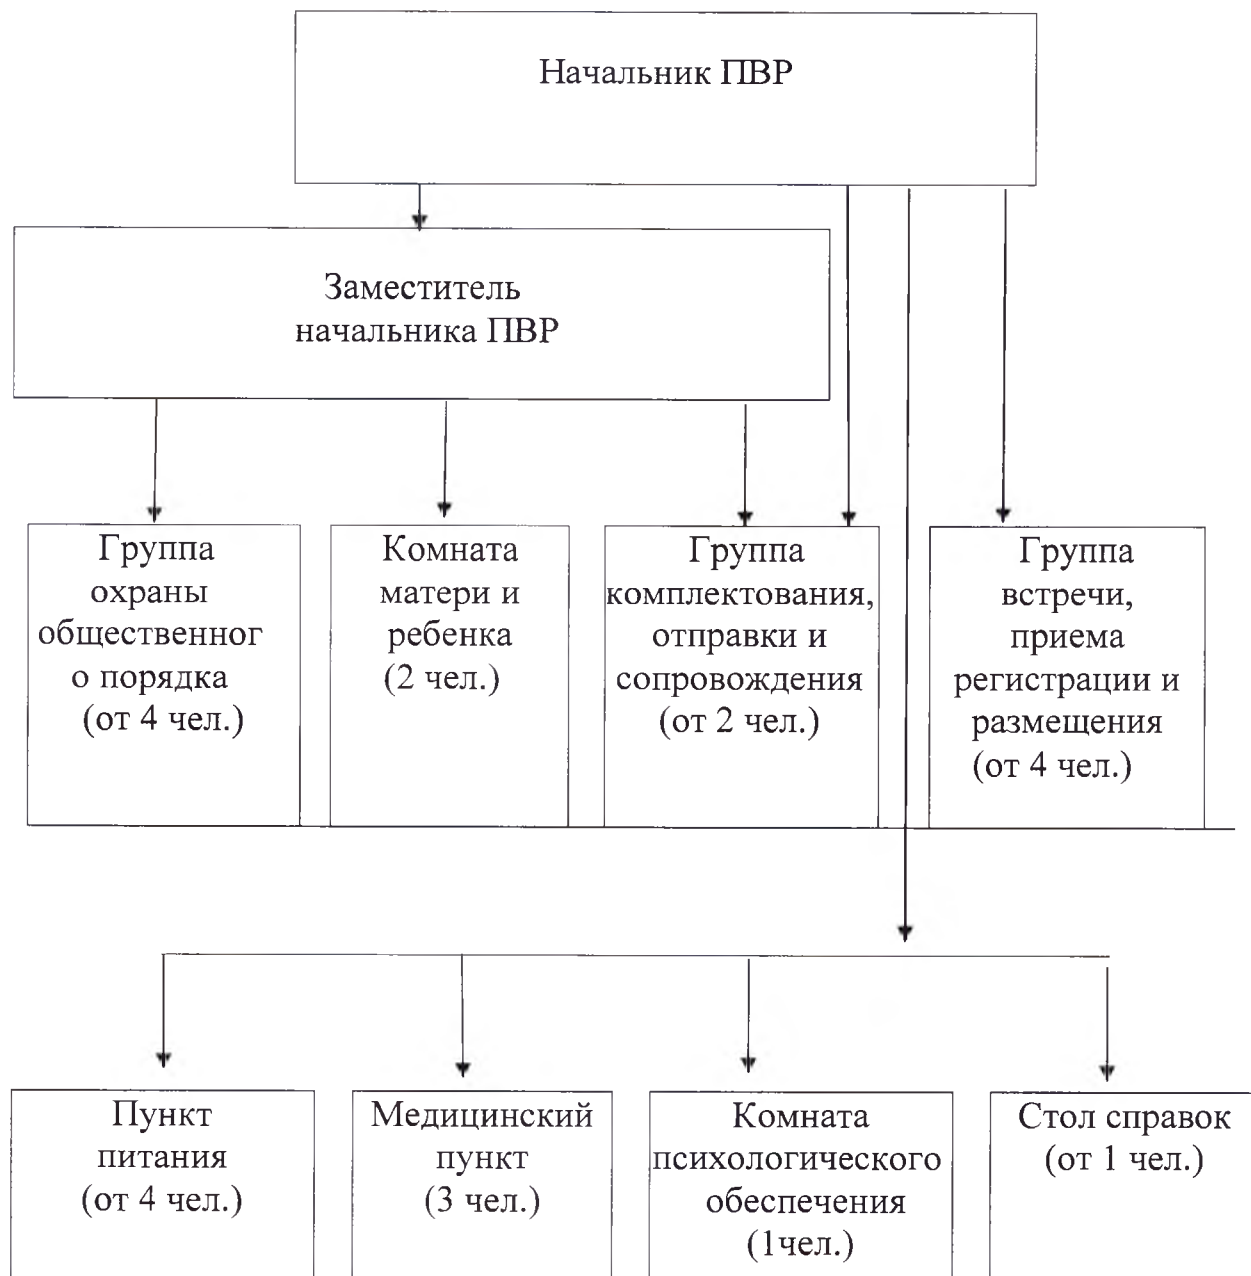 Начальник ПВР
Заместитель
начальника ПВР
Группа
охраны
общественног
о порядка
(от 4 чел.)
Комната
матери и
ребенка
(2 чел.)
Группа
комплектования,
отправки и
сопровождения
(от 2 чел.)
Группа
встречи,
приема
регистрации и
размещения
(от 4 чел.)
Пункт
питания
(от 4 чел.)
Медицинский
пункт
(3 чел.)
Комната
психологического
обеспечения
(1чел.)
Стол справок
(от 1 чел.)